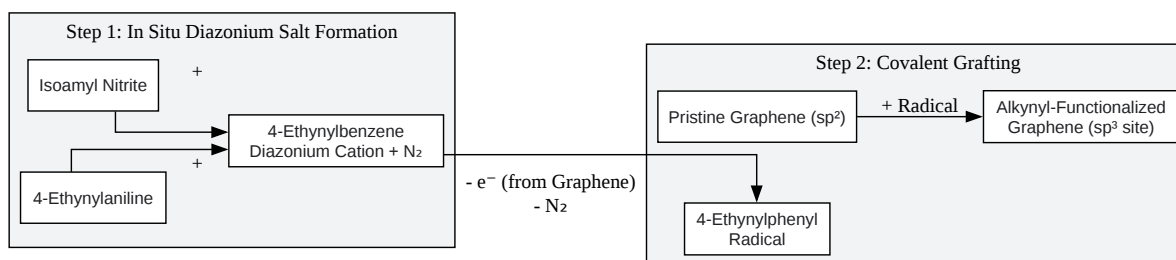 Step 1: In Situ Diazonium Salt Formation
Isoamyl Nitrite
+
4-Ethynylbenzene
Diazonium Cation + N₂
+
4-Ethynylaniline
- e⁻ (from Graphene)
- N₂
Step 2: Covalent Grafting
Pristine Graphene (sp²)
+ Radical
Alkynyl-Functionalized
Graphene (sp³ site)
4-Ethynylphenyl
Radical